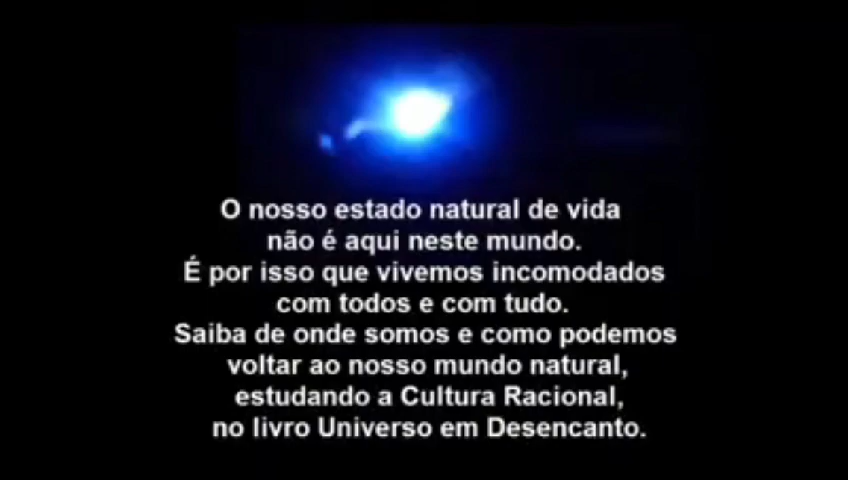 O nosso estado natural de vida
não é aqui neste mundo.
É por isso que vivemos incomodados
com todos e com tudo.
Saiba de onde somos e como podemos
voltar ao nosso mundo natural,
estudando a Cultura Racional,
no livro Universo em Desencanto.